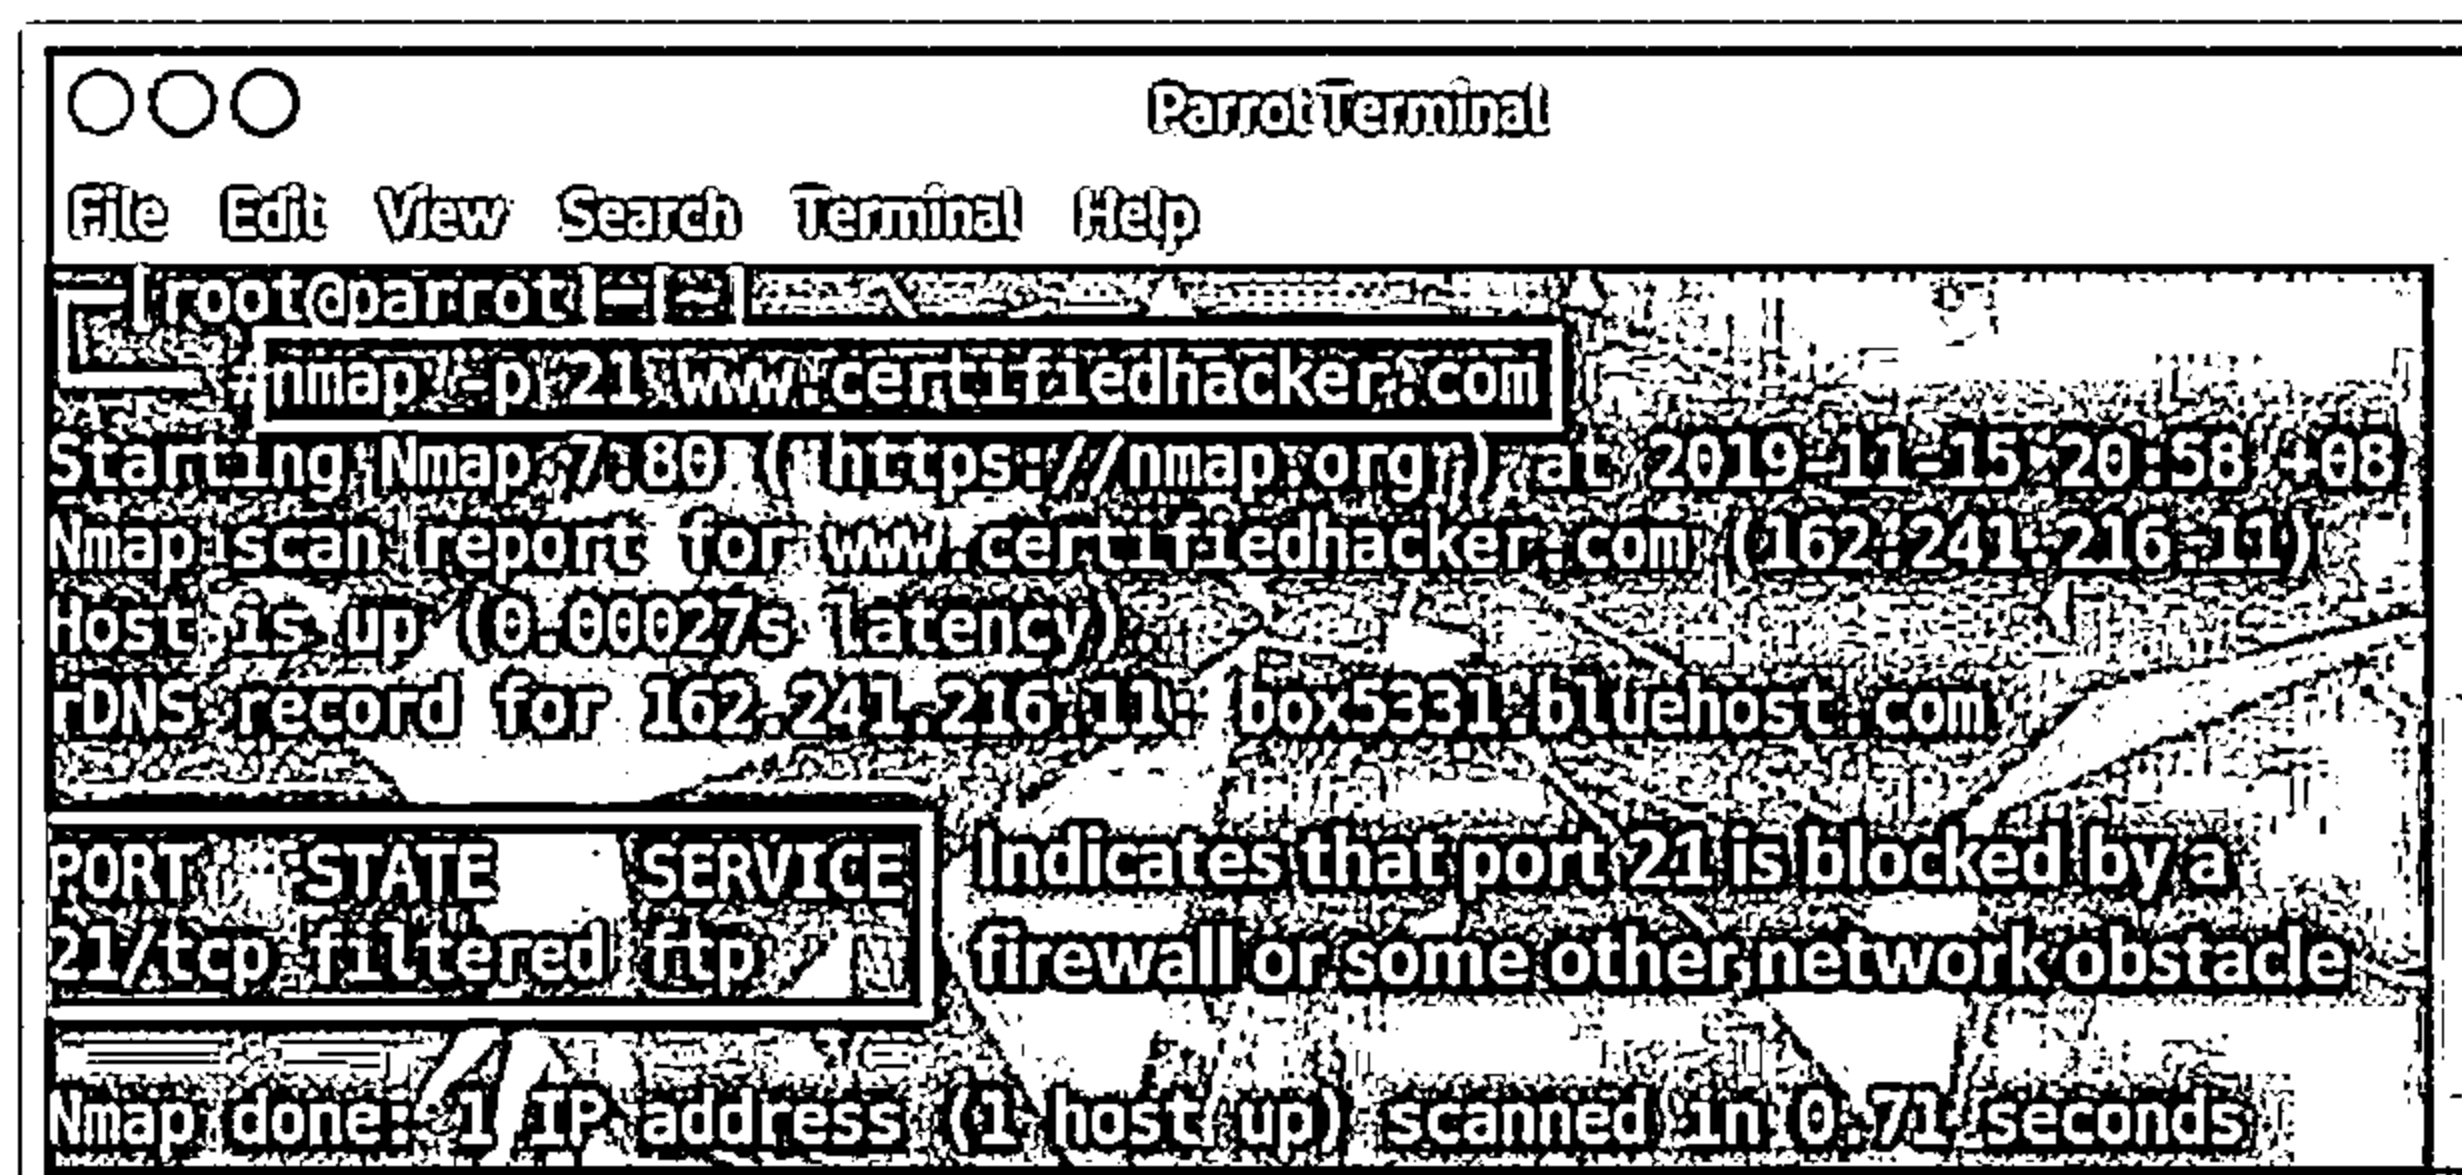 Parrot Terminal
File Edit View Search Terminal Help
[root@parrot]-[~]
#nmap -p 21 www.certifiedhacker.com
Starting Nmap 7.80 ( https://nmap.org ) at 2019-11-15 20:58 +08
Nmap scan report for www.certifiedhacker.com (162.241.216.11)
Host is up (0.00027s latency).
rDNS record for 162.241.216.11: box5331.bluehost.com
PORT STATE SERVICE
21/tcp filtered ftp
Indicates that port 21 is blocked by a
firewall or some other network obstacle
Nmap done: 1 IP address (1 host up) scanned in 0.71 seconds